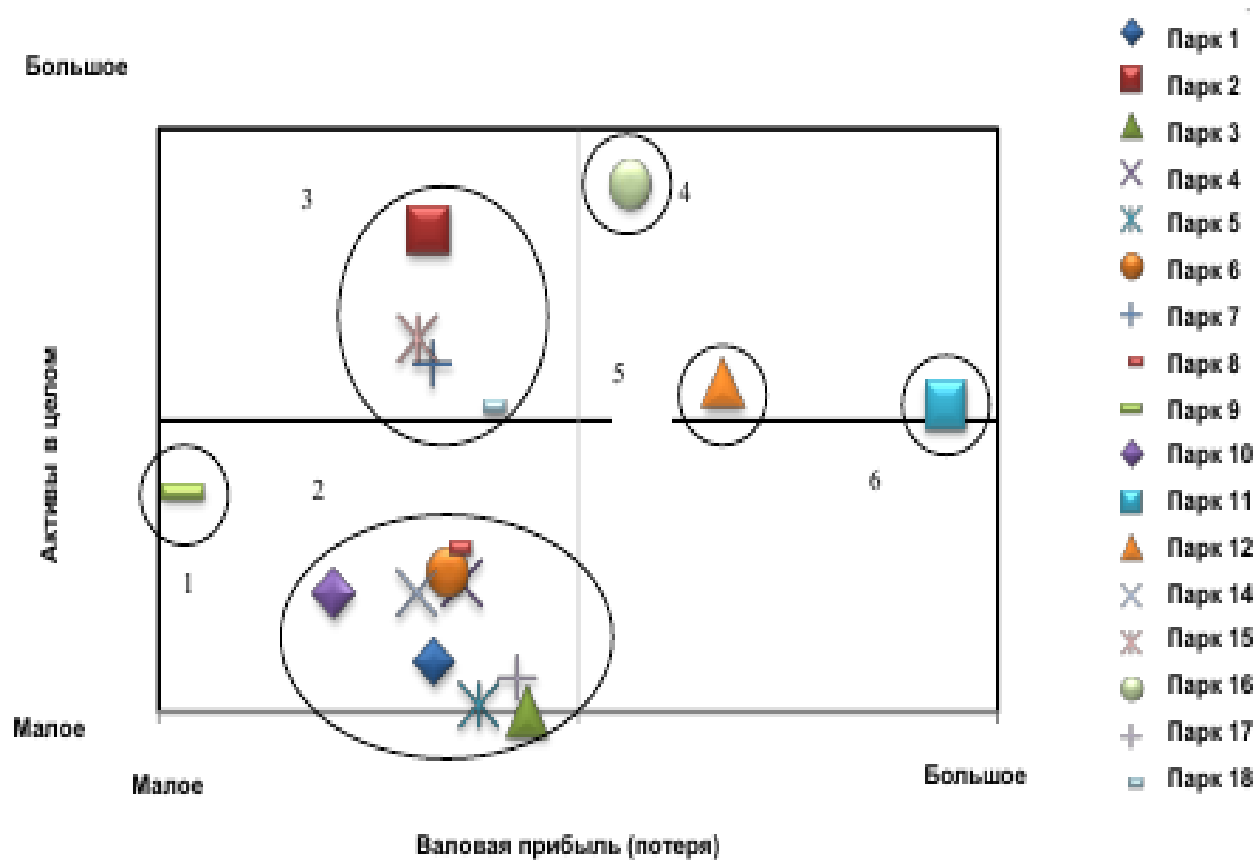 Большое
3
4
5
Активы в целом
2
6
1
Малое
Малое
Большое
Валовая прибыль (потеря)
Парк 1
Парк 2
Парк 3
Парк 4
Парк 5
Парк 6
Парк 7
Парк 8
Парк 9
Парк 10
Парк 11
Парк 12
Парк 14
Парк 15
Парк 16
Парк 17
Парк 18